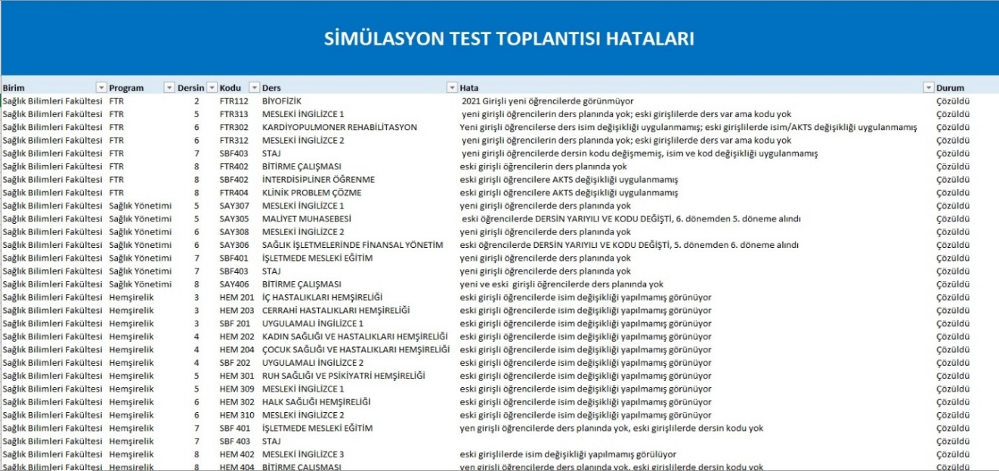 SİMÜLASYON TEST TOPLANTISI HATALARI
Birim Program Dersin Kodu Ders Hata Durum
Sağlık Bilimleri Fakültesi FTR 2 FTR112 BİYOFİZİK 2021 Girişli yeni öğrencilerde görünmüyor Çözüldü
Sağlık Bilimleri Fakültesi FTR 5 FTR313 MESLEKİ İNGİLİZCE 1 yeni girişli öğrencilerin ders planında yok; eski girişlilerde ders var ama kodu yok Çözüldü
Sağlık Bilimleri Fakültesi FTR 6 FTR302 KARDİYOPULMONER REHABİLİTASYON Yeni girişli öğrencilerse ders isim değişikliği uygulanmamış; eski girişlilerde isim/AKTS değişikliği uygulanmamış Çözüldü
Sağlık Bilimleri Fakültesi FTR 6 FTR312 MESLEKİ İNGİLİZCE 2 yeni girişli öğrencilerin ders planında yok; eski girişlilerde ders var ama kodu yok Çözüldü
Sağlık Bilimleri Fakültesi FTR 7 SBF403 STAJ yeni girişli öğrencilerde dersin kodu değişmemiş, isim ve kod değişikliği uygulanmamış Çözüldü
Sağlık Bilimleri Fakültesi FTR 8 FTR402 BİTİRME ÇALIŞMASI eski girişli öğrencilerin ders planında yok Çözüldü
Sağlık Bilimleri Fakültesi FTR 8 SBF402 İNTERDİSİPLİNER ÖĞRENME eski girişli öğrencilere AKTS değişikliği uygulanmamış Çözüldü
Sağlık Bilimleri Fakültesi FTR 8 FTR404 KLİNİK PROBLEM ÇÖZME eski girişli öğrencilere AKTS değişikliği uygulanmamış Çözüldü
Sağlık Bilimleri Fakültesi Sağlık Yönetimi 5 SAY307 MESLEKİ İNGİLİZCE 1 yeni girişli öğrencilerde ders planında yok Çözüldü
Sağlık Bilimleri Fakültesi Sağlık Yönetimi 5 SAY305 MALİYET MUHASEBESİ eski öğrencilerde DERSİN YARIYILI VE KODU DEĞİŞTİ, 6. dönemden 5. döneme alındı Çözüldü
Sağlık Bilimleri Fakültesi Sağlık Yönetimi 6 SAY308 MESLEKİ İNGİLİZCE 2 yeni girişli öğrencilerde ders planında yok Çözüldü
Sağlık Bilimleri Fakültesi Sağlık Yönetimi 6 SAY306 SAĞLIK İŞLETMELERİNDE FİNANSAL YÖNETİM eski öğrencilerde DERSİN YARIYILI VE KODU DEĞİŞTİ, 5. dönemden 6. döneme alındı Çözüldü
Sağlık Bilimleri Fakültesi Sağlık Yönetimi 7 SBF401 İŞLETMEDE MESLEKİ EĞİTİM yeni girişli öğrencilerde ders planında yok Çözüldü
Sağlık Bilimleri Fakültesi Sağlık Yönetimi 7 SBF403 STAJ yeni girişli öğrencilerde ders planında yok Çözüldü
Sağlık Bilimleri Fakültesi Sağlık Yönetimi 8 SAY406 BİTİRME ÇALIŞMASI yeni ve eski girişli öğrencilerde ders planında yok Çözüldü
Sağlık Bilimleri Fakültesi Hemşirelik 3 HEM 201 İÇ HASTALIKLARI HEMŞİRELİĞİ eski girişli öğrencilerde isim değişikliği yapılmamış görünüyor Çözüldü
Sağlık Bilimleri Fakültesi Hemşirelik 3 HEM 203 CERRAHİ HASTALIKLARI HEMŞİRELİĞİ eski girişli öğrencilerde isim değişikliği yapılmamış görünüyor Çözüldü
Sağlık Bilimleri Fakültesi Hemşirelik 3 SBF 201 UYGULAMALI İNGİLİZCE 1 eski girişli öğrencilerde isim değişikliği yapılmamış görünüyor Çözüldü
Sağlık Bilimleri Fakültesi Hemşirelik 4 HEM 202 KADIN SAĞLIĞI VE HASTALIKLARI HEMŞİRELİĞİ eski girişli öğrencilerde isim değişikliği yapılmamış görünüyor Çözüldü
Sağlık Bilimleri Fakültesi Hemşirelik 4 HEM 204 ÇOCUK SAĞLIĞI VE HASTALIKLARI HEMŞİRELİĞİ eski girişli öğrencilerde isim değişikliği yapılmamış görünüyor Çözüldü
Sağlık Bilimleri Fakültesi Hemşirelik 4 SBF 202 UYGULAMALI İNGİLİZCE 2 eski girişli öğrencilerde isim değişikliği yapılmamış görünüyor Çözüldü
Sağlık Bilimleri Fakültesi Hemşirelik 5 HEM 301 RUH SAĞLIĞI VE PSİKİYATRİ HEMŞİRELİĞİ eski girişli öğrencilerde isim değişikliği yapılmamış görünüyor Çözüldü
Sağlık Bilimleri Fakültesi Hemşirelik 5 HEM 309 MESLEKİ İNGİLİZCE 1 eski girişli öğrencilerde isim değişikliği yapılmamış görünüyor Çözüldü
Sağlık Bilimleri Fakültesi Hemşirelik 6 HEM 302 HALK SAĞLIĞI HEMŞİRELİĞİ eski girişli öğrencilerde isim değişikliği yapılmamış görünüyor Çözüldü
Sağlık Bilimleri Fakültesi Hemşirelik 6 HEM 310 MESLEKİ İNGİLİZCE 2 eski girişli öğrencilerde isim değişikliği yapılmamış görünüyor Çözüldü
Sağlık Bilimleri Fakültesi Hemşirelik 7 SBF 401 İŞLETMEDE MESLEKİ EĞİTİM yen girişli öğrencilerde ders planında yok, eski girişlilerde dersin kodu yok Çözüldü
Sağlık Bilimleri Fakültesi Hemşirelik 7 SBF 403 STAJ Çözüldü
Sağlık Bilimleri Fakültesi Hemşirelik 8 HEM 402 MESLEKİ İNGİLİZCE 3 eski girişlilerde isim değişikliği yapılmamış görülüyor Çözüldü
Sağlık Bilimleri Fakültesi Hemşirelik 8 HEM 404 BİTİRME ÇALIŞMASI yen girişli öğrencilerde ders planında yok, eski girişlilerde dersin kodu yok Çözüldü